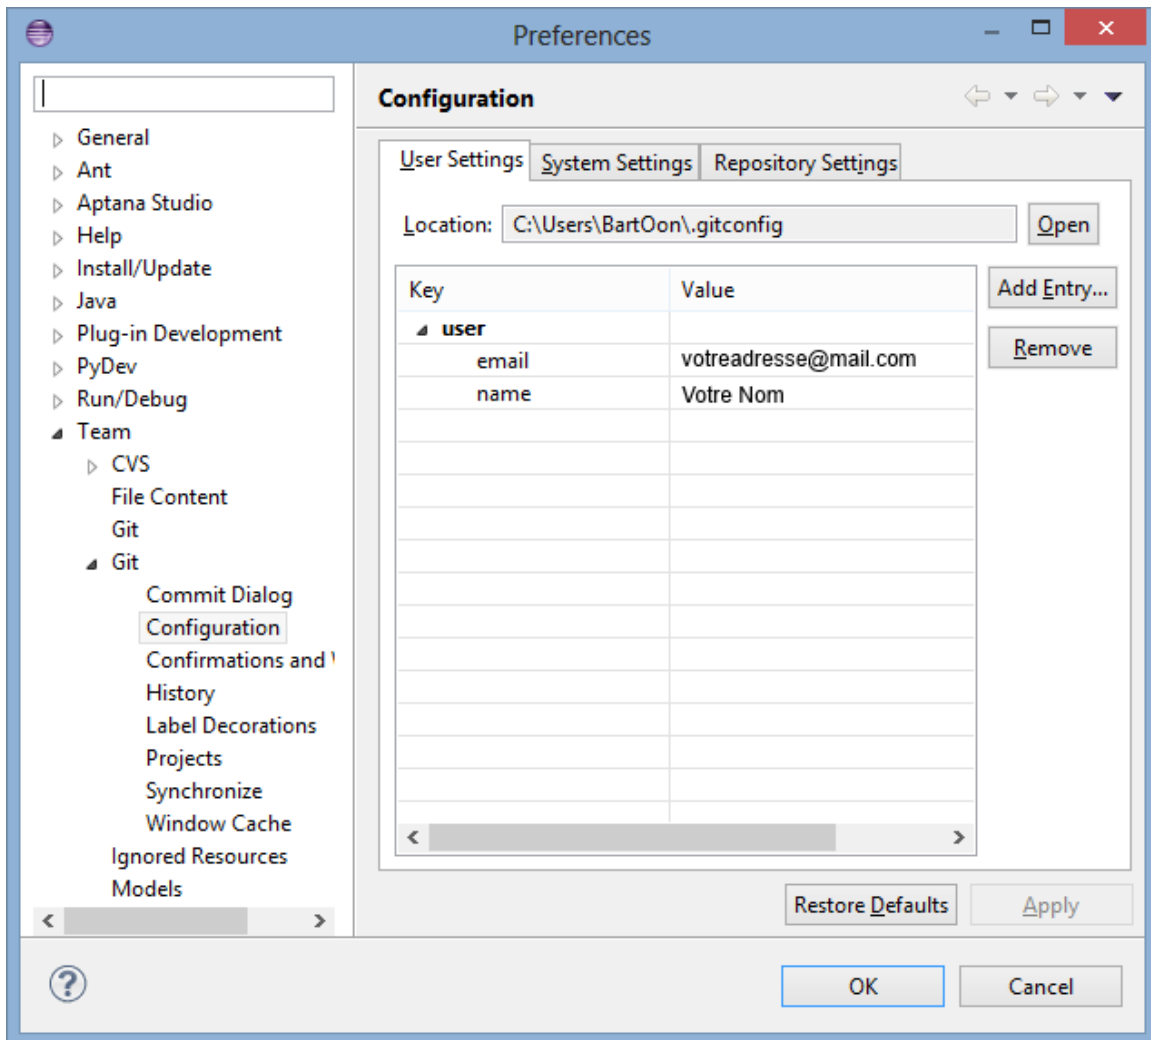 Preferences
Configuration
General
Ant
Aptana Studio
Help
Install/Update
Java
Plug-in Development
PyDev
Run/Debug
Team
CVS
File Content
Git
Git
Commit Dialog
Configuration
Confirmations and
History
Label Decorations
Projects
Synchronize
Window Cache
Ignored Resources
Models
User Settings System Settings Repository Settings
Location: C:\Users\BartOon\.gitconfig Open
Key Value Add Entry...
user
email votreadresse@mail.com Remove
name Votre Nom
Restore Defaults Apply
? OK Cancel